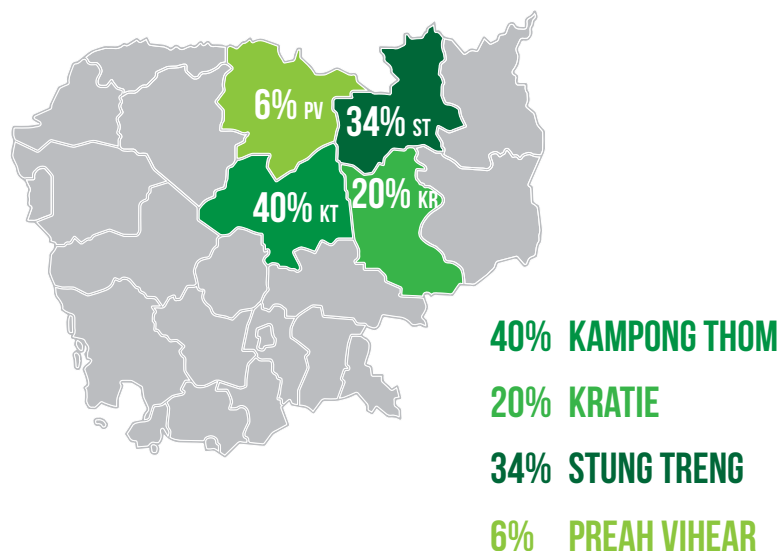 6% PV
34% ST
40% KT
20% KR
40% KAMPONG THOM
20% KRATIE
34% STUNG TRENG
6% PREAH VIHEAR